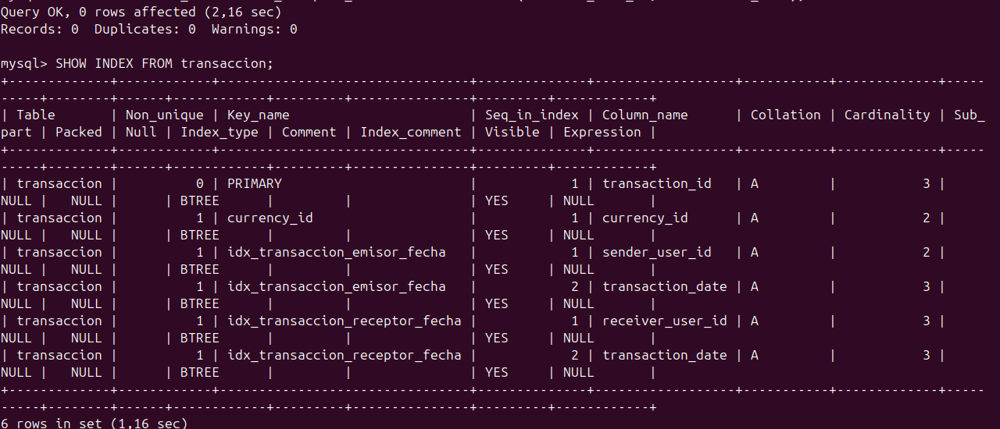 Query OK, 0 rows affected (2,16 sec)
Records: 0  Duplicates: 0  Warnings: 0

mysql> SHOW INDEX FROM transaccion;
+-------------+------------+--------------------------------+--------------+------------------+-----------+-------------+-----
-----+--------+------+------------+---------+---------------+---------+------------+
| Table       | Non_unique | Key_name                       | Seq_in_index | Column_name      | Collation | Cardinality | Sub_
part | Packed | Null | Index_type | Comment | Index_comment | Visible | Expression |
+-------------+------------+--------------------------------+--------------+------------------+-----------+-------------+-----
-----+--------+------+------------+---------+---------------+---------+------------+
| transaccion |          0 | PRIMARY                        |            1 | transaction_id   | A         |           3 |
NULL |   NULL |      | BTREE      |         |               | YES     | NULL       |
| transaccion |          1 | currency_id                    |            1 | currency_id      | A         |           2 |
NULL |   NULL |      | BTREE      |         |               | YES     | NULL       |
| transaccion |          1 | idx_transaccion_emisor_fecha   |            1 | sender_user_id   | A         |           2 |
NULL |   NULL |      | BTREE      |         |               | YES     | NULL       |
| transaccion |          1 | idx_transaccion_emisor_fecha   |            2 | transaction_date | A         |           3 |
NULL |   NULL |      | BTREE      |         |               | YES     | NULL       |
| transaccion |          1 | idx_transaccion_receptor_fecha |            1 | receiver_user_id | A         |           3 |
NULL |   NULL |      | BTREE      |         |               | YES     | NULL       |
| transaccion |          1 | idx_transaccion_receptor_fecha |            2 | transaction_date | A         |           3 |
NULL |   NULL |      | BTREE      |         |               | YES     | NULL       |
+-------------+------------+--------------------------------+--------------+------------------+-----------+-------------+-----
-----+--------+------+------------+---------+---------------+---------+------------+
6 rows in set (1,16 sec)